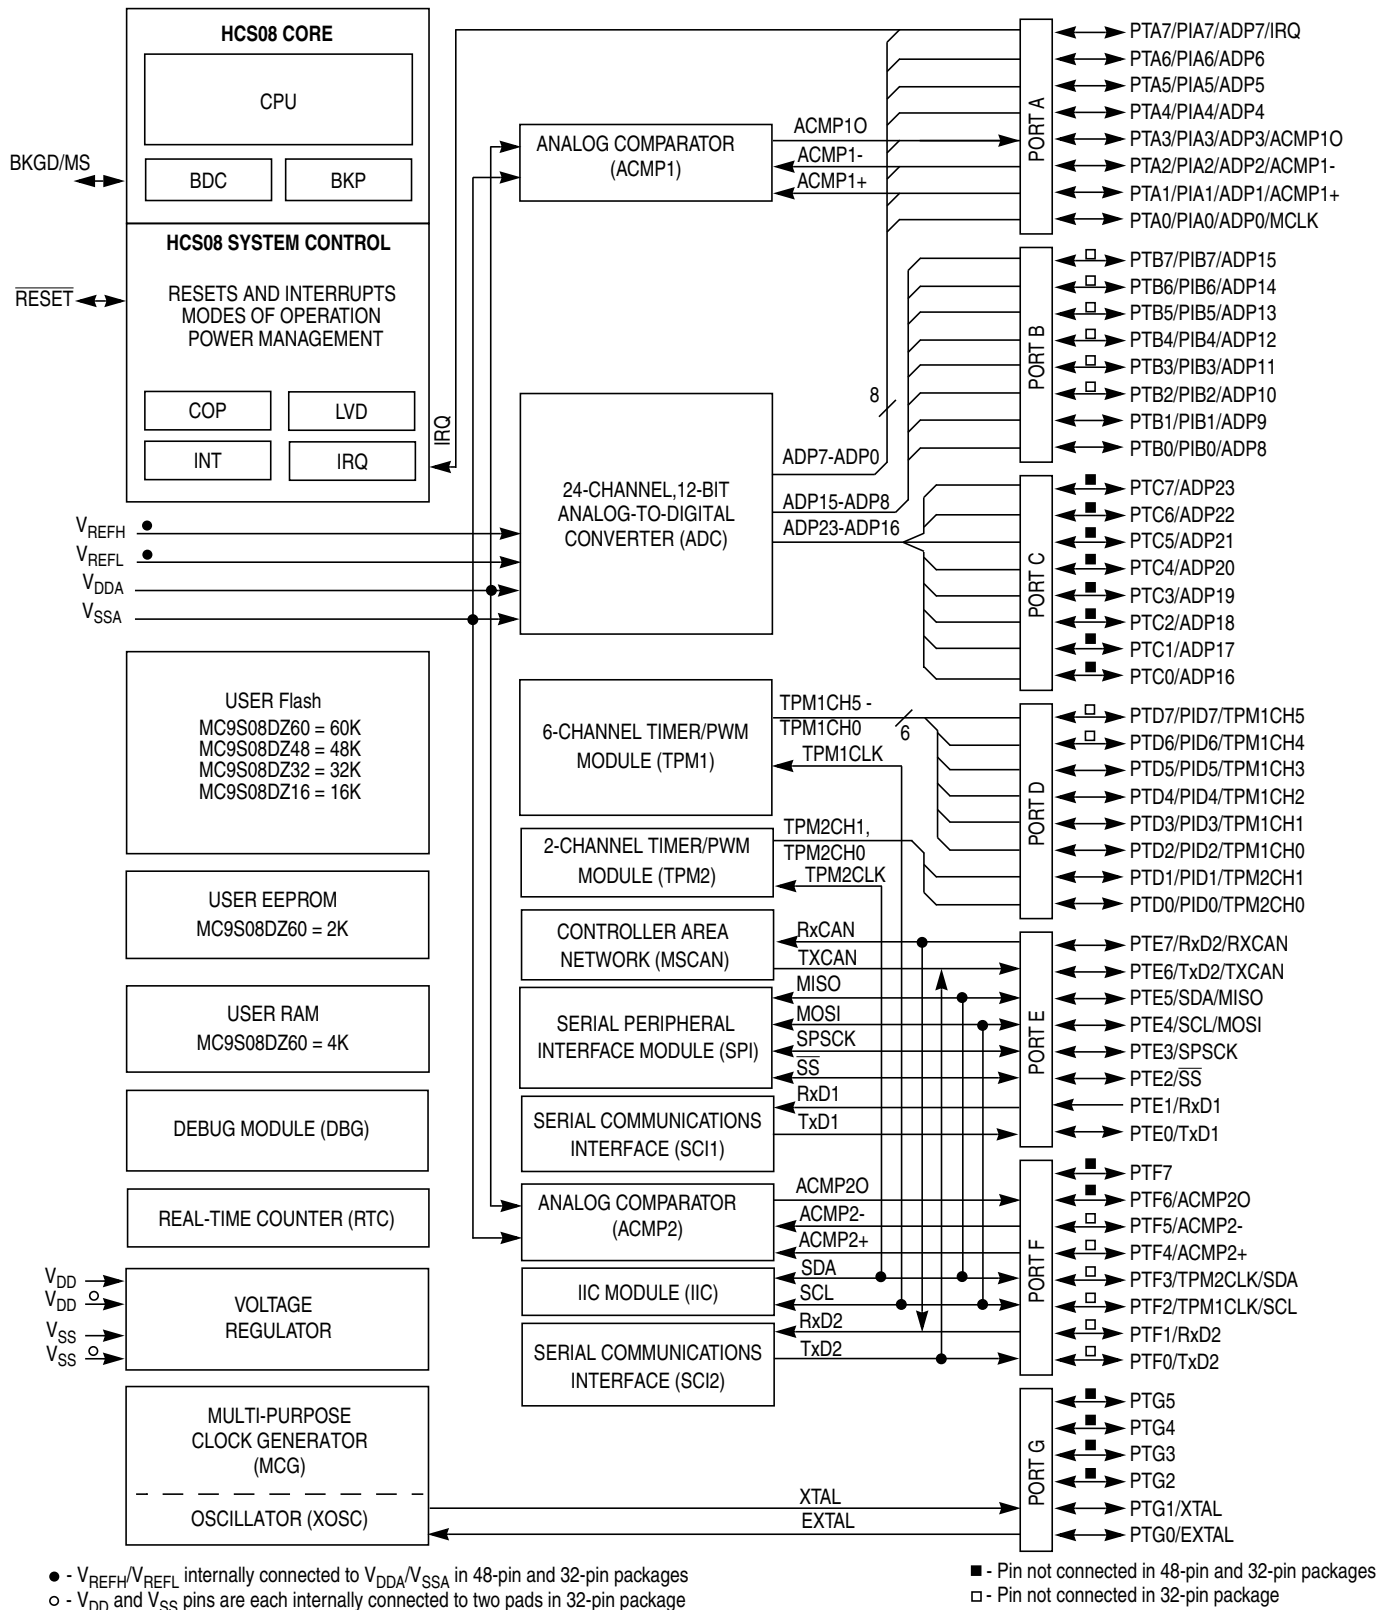 HCS08 CORE
CPU
BDC
BKP
BKGD/MS
HCS08 SYSTEM CONTROL
RESETS AND INTERRUPTS
MODES OF OPERATION
POWER MANAGEMENT
RESET
COP
LVD
INT
IRQ
IRQ
VREFH
VREFL
VDDA
VSSA
USER Flash
MC9S08DZ60 = 60K
MC9S08DZ48 = 48K
MC9S08DZ32 = 32K
MC9S08DZ16 = 16K
USER EEPROM
MC9S08DZ60 = 2K
USER RAM
MC9S08DZ60 = 4K
DEBUG MODULE (DBG)
REAL-TIME COUNTER (RTC)
VDD
VDD
VSS
VSS
VOLTAGE
REGULATOR
MULTI-PURPOSE
CLOCK GENERATOR
(MCG)
OSCILLATOR (XOSC)
ANALOG COMPARATOR
(ACMP1)
ACMP1O
ACMP1-
ACMP1+
24-CHANNEL,12-BIT
ANALOG-TO-DIGITAL
CONVERTER (ADC)
8
ADP7-ADP0
ADP15-ADP8
ADP23-ADP16
6-CHANNEL TIMER/PWM
MODULE (TPM1)
TPM1CH5 -
TPM1CH0
6
TPM1CLK
2-CHANNEL TIMER/PWM
MODULE (TPM2)
TPM2CH1,
TPM2CH0
TPM2CLK
CONTROLLER AREA
NETWORK (MSCAN)
RxCAN
TXCAN
SERIAL PERIPHERAL
INTERFACE MODULE (SPI)
MISO
MOSI
SPSCK
SS
SERIAL COMMUNICATIONS
INTERFACE (SCI1)
RxD1
TxD1
ANALOG COMPARATOR
(ACMP2)
ACMP2O
ACMP2-
ACMP2+
IIC MODULE (IIC)
SDA
SCL
SERIAL COMMUNICATIONS
INTERFACE (SCI2)
RxD2
TxD2
XTAL
EXTAL
PORT A
PTA7/PIA7/ADP7/IRQ
PTA6/PIA6/ADP6
PTA5/PIA5/ADP5
PTA4/PIA4/ADP4
PTA3/PIA3/ADP3/ACMP1O
PTA2/PIA2/ADP2/ACMP1-
PTA1/PIA1/ADP1/ACMP1+
PTA0/PIA0/ADP0/MCLK
PORT B
PTB7/PIB7/ADP15
PTB6/PIB6/ADP14
PTB5/PIB5/ADP13
PTB4/PIB4/ADP12
PTB3/PIB3/ADP11
PTB2/PIB2/ADP10
PTB1/PIB1/ADP9
PTB0/PIB0/ADP8
PORT C
PTC7/ADP23
PTC6/ADP22
PTC5/ADP21
PTC4/ADP20
PTC3/ADP19
PTC2/ADP18
PTC1/ADP17
PTC0/ADP16
PORT D
PTD7/PID7/TPM1CH5
PTD6/PID6/TPM1CH4
PTD5/PID5/TPM1CH3
PTD4/PID4/TPM1CH2
PTD3/PID3/TPM1CH1
PTD2/PID2/TPM1CH0
PTD1/PID1/TPM2CH1
PTD0/PID0/TPM2CH0
PORT E
PTE7/RxD2/RXCAN
PTE6/TxD2/TXCAN
PTE5/SDA/MISO
PTE4/SCL/MOSI
PTE3/SPSCK
PTE2/SS
PTE1/RxD1
PTE0/TxD1
PORT F
PTF7
PTF6/ACMP2O
PTF5/ACMP2-
PTF4/ACMP2+
PTF3/TPM2CLK/SDA
PTF2/TPM1CLK/SCL
PTF1/RxD2
PTF0/TxD2
PORT G
PTG5
PTG4
PTG3
PTG2
PTG1/XTAL
PTG0/EXTAL
● - VREFH/VREFL internally connected to VDDA/VSSA in 48-pin and 32-pin packages
○ - VDD and VSS pins are each internally connected to two pads in 32-pin package
■ - Pin not connected in 48-pin and 32-pin packages
□ - Pin not connected in 32-pin package